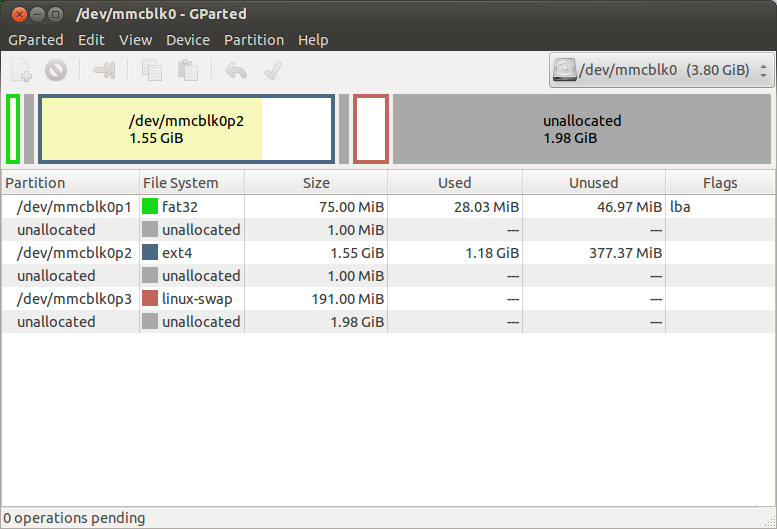 /dev/mmcblk0 - GParted
GParted Edit View Device Partition Help
/dev/mmcblk0 (3.80 GiB)
/dev/mmcblk0p2
1.55 GiB
unallocated
1.98 GiB
Partition File System Size Used Unused Flags
/dev/mmcblk0p1 fat32 75.00 MiB 28.03 MiB 46.97 MiB lba
unallocated unallocated 1.00 MiB --- ---
/dev/mmcblk0p2 ext4 1.55 GiB 1.18 GiB 377.37 MiB
unallocated unallocated 1.00 MiB --- ---
/dev/mmcblk0p3 linux-swap 191.00 MiB --- ---
unallocated unallocated 1.98 GiB --- ---
0 operations pending